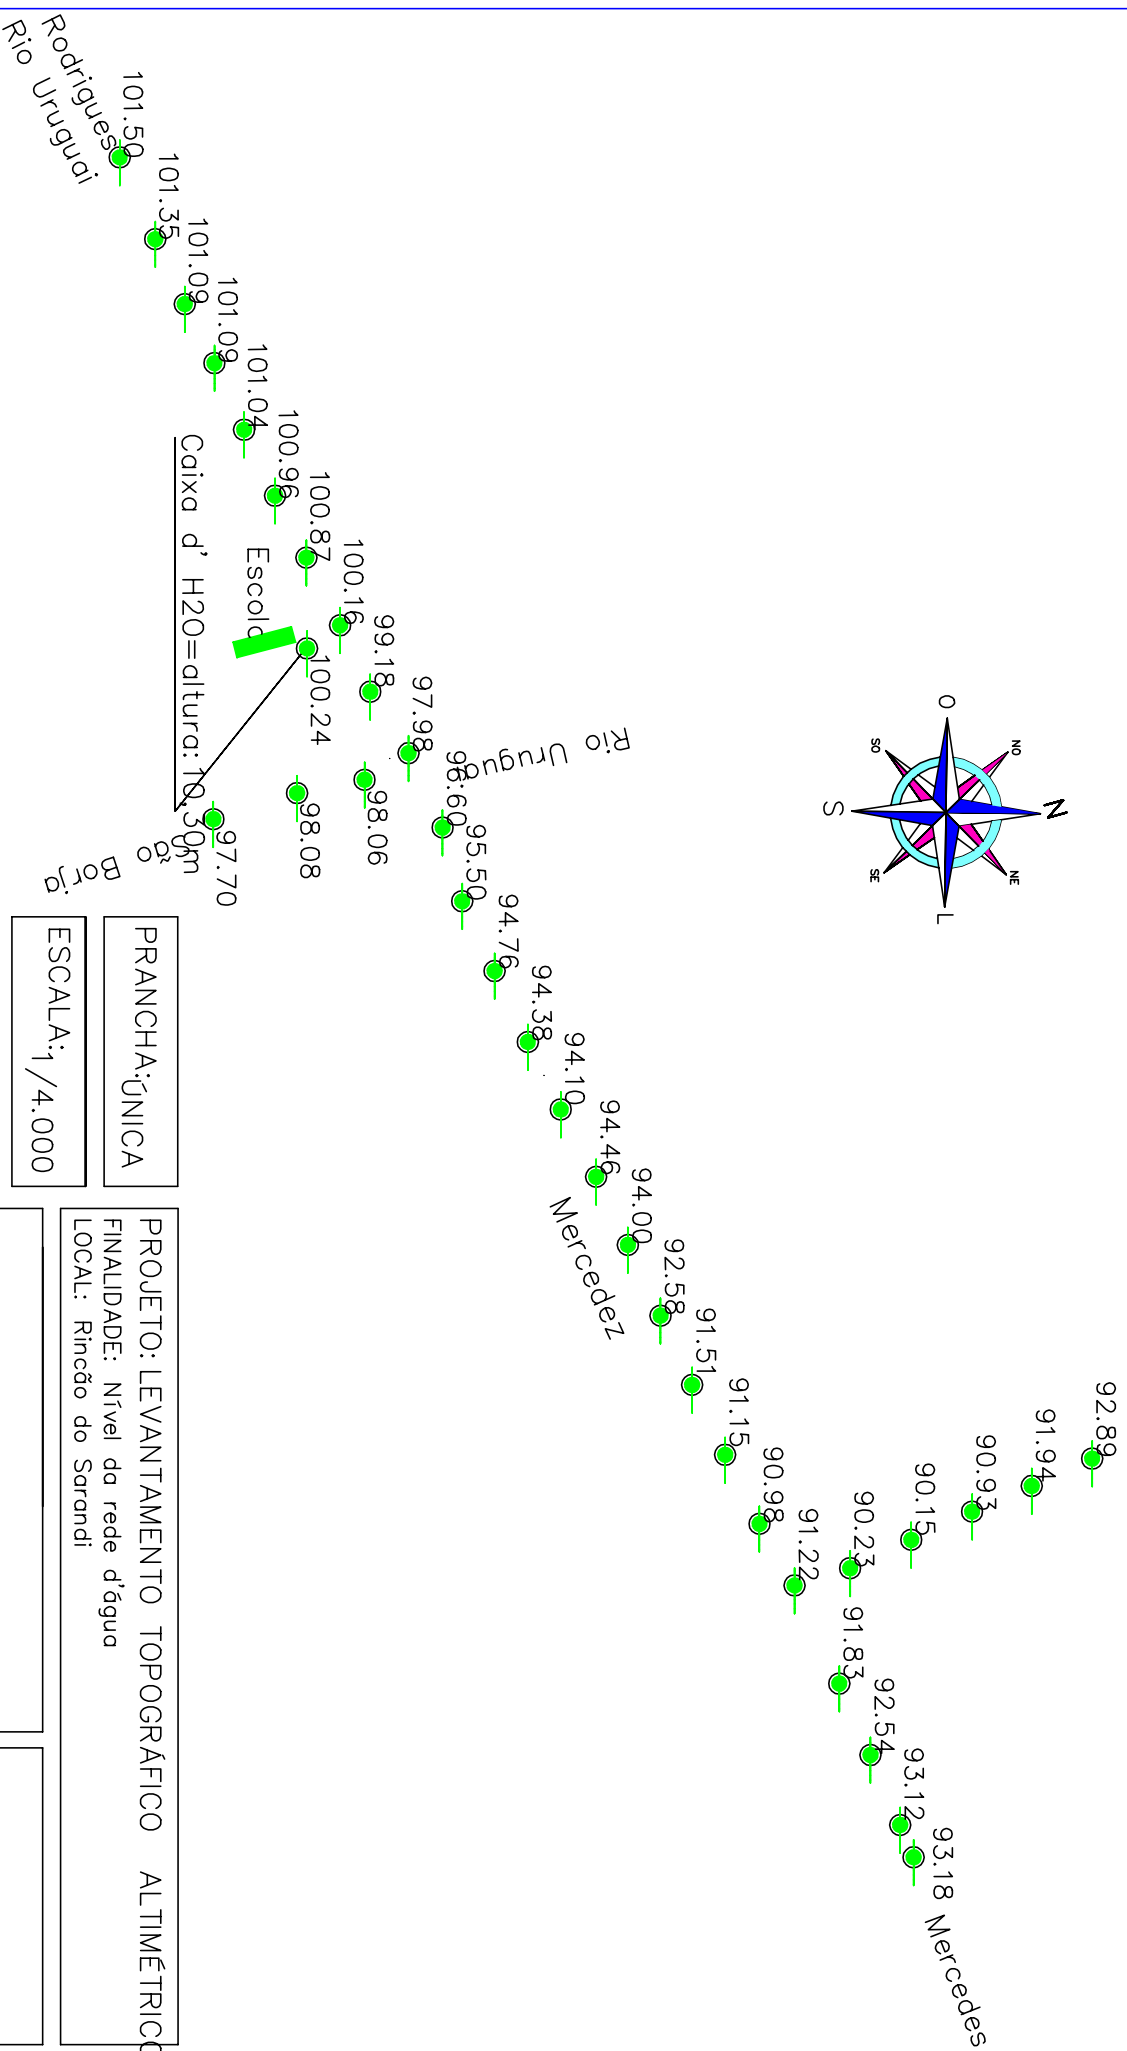 Rodrigues
Rio Uruguai
101.50
101.35
101.09
101.09
101.04
100.96
100.87
100.16
99.18
97.98
96.60
95.50
94.76
94.38
94.10
94.46
94.00
92.58
91.51
91.15
90.98
91.22
91.83
92.54
93.12
93.18
Mercedes
92.89
91.94
90.93
90.15
90.23
Mercedez
Escola
100.24
98.06
98.08
97.70
Caixa d' H2O=altura: 10,30m
Borja
Rio Uruguai
N
NO
NE
O
L
SO
SE
S
PRANCHA:ÚNICA
ESCALA:1/4.000
PROJETO: LEVANTAMENTO TOPOGRÁFICO ALTIMÉTRICO
FINALIDADE: Nível da rede d'água
LOCAL: Rincão do Sarandi